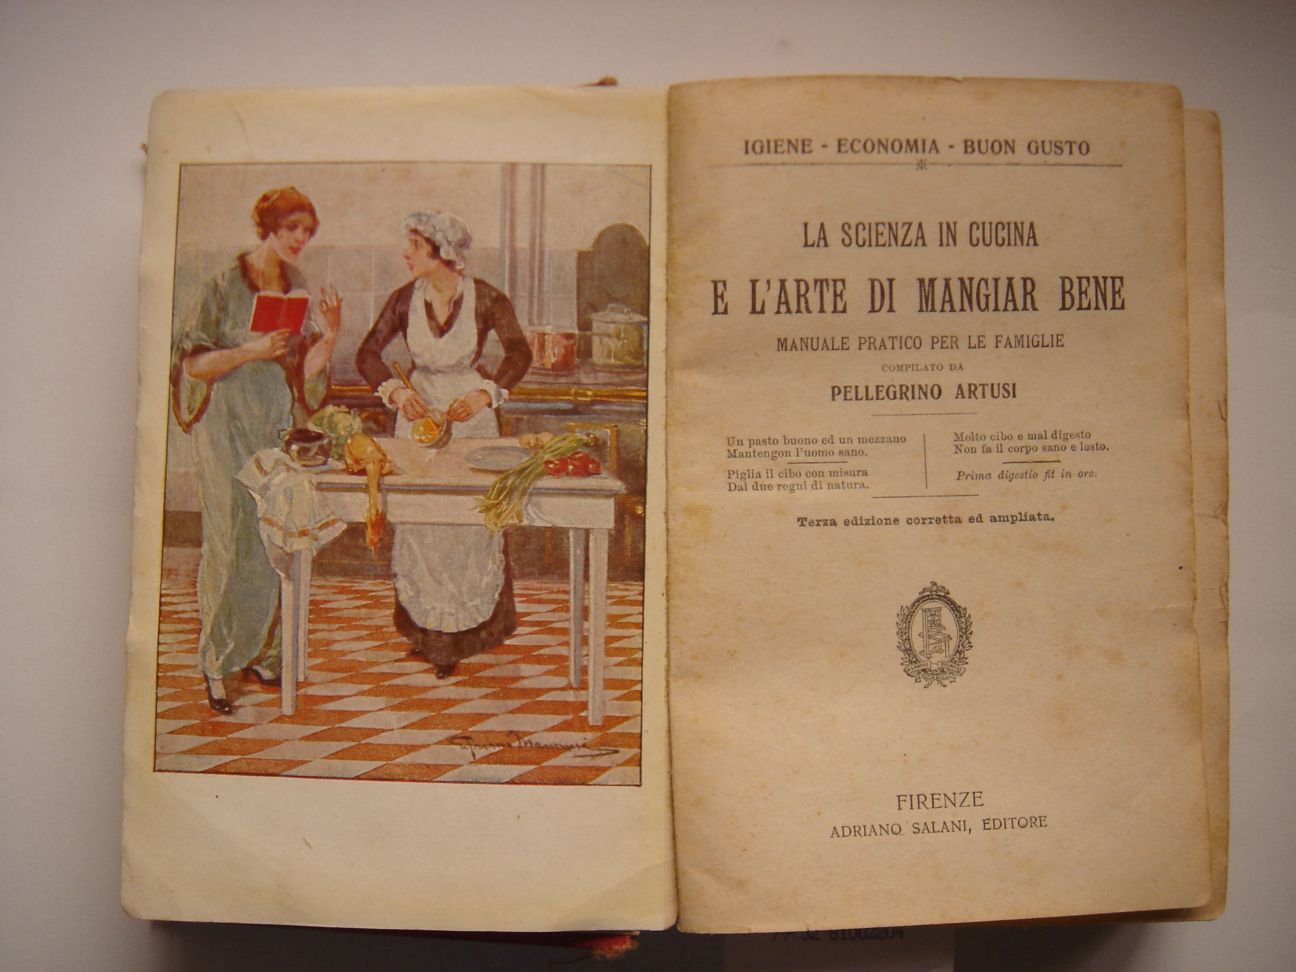 IGIENE - ECONOMIA - BUON GUSTO
LA SCIENZA IN CUCINA
E L'ARTE DI MANGIAR BENE
MANUALE PRATICO PER LE FAMIGLIE
COMPILATO DA
PELLEGRINO ARTUSI
Un pasto buono ed un mezzano
Mantengon l'uomo sano.
Piglia il cibo con misura
Dai due regni di natura.
Molto cibo e mal digesto
Non fa il corpo sano e lesto.
Prima digestio fit in ore.
Terza edizione corretta ed ampliata.
FIRENZE
ADRIANO SALANI, EDITORE